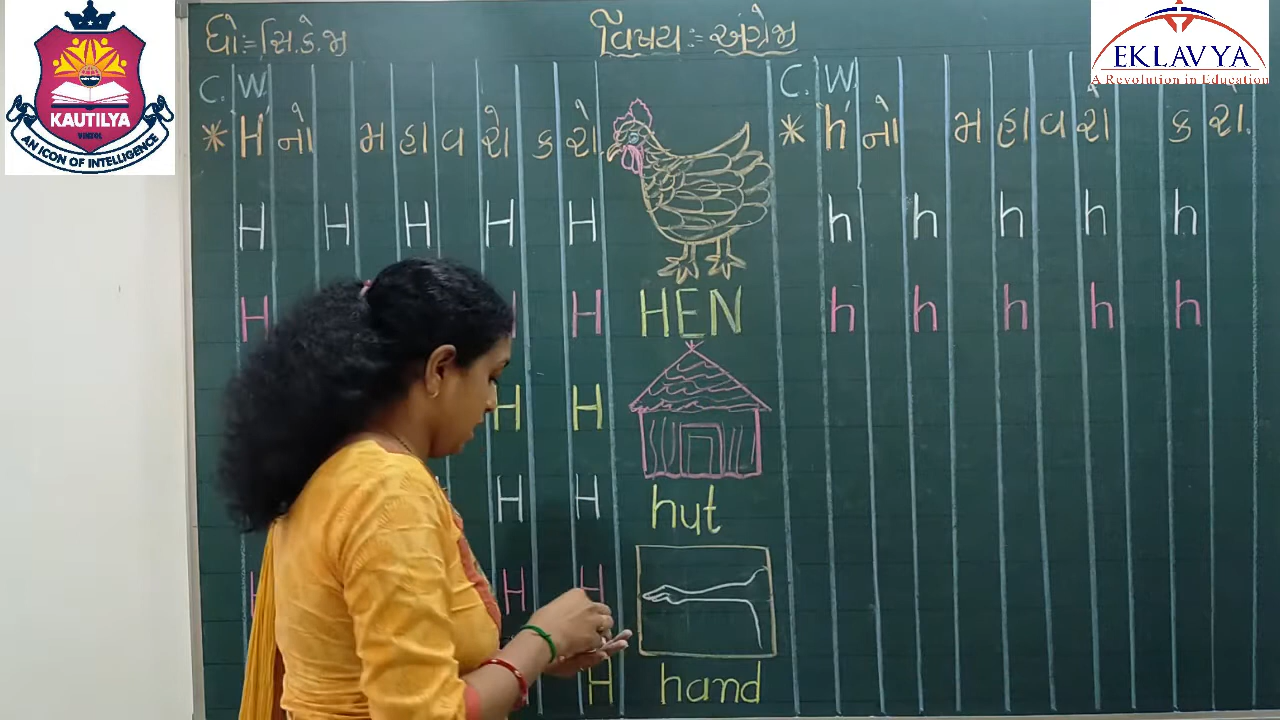 KAUTILYA
VINZOL
AN ICON OF INTELLIGENCE
EKLAVYA
A Revolution in Education
ધો:- સિ.કે.જી
વિષય:- અંગ્રેજી
C. W.
* H નો મહાવરો કરો
H H H H H
H H H
H H
H H
H H H
H
HEN
hut
hand
C. W.
* h નો મહાવરો કરો.
h h h h h
h h h h h